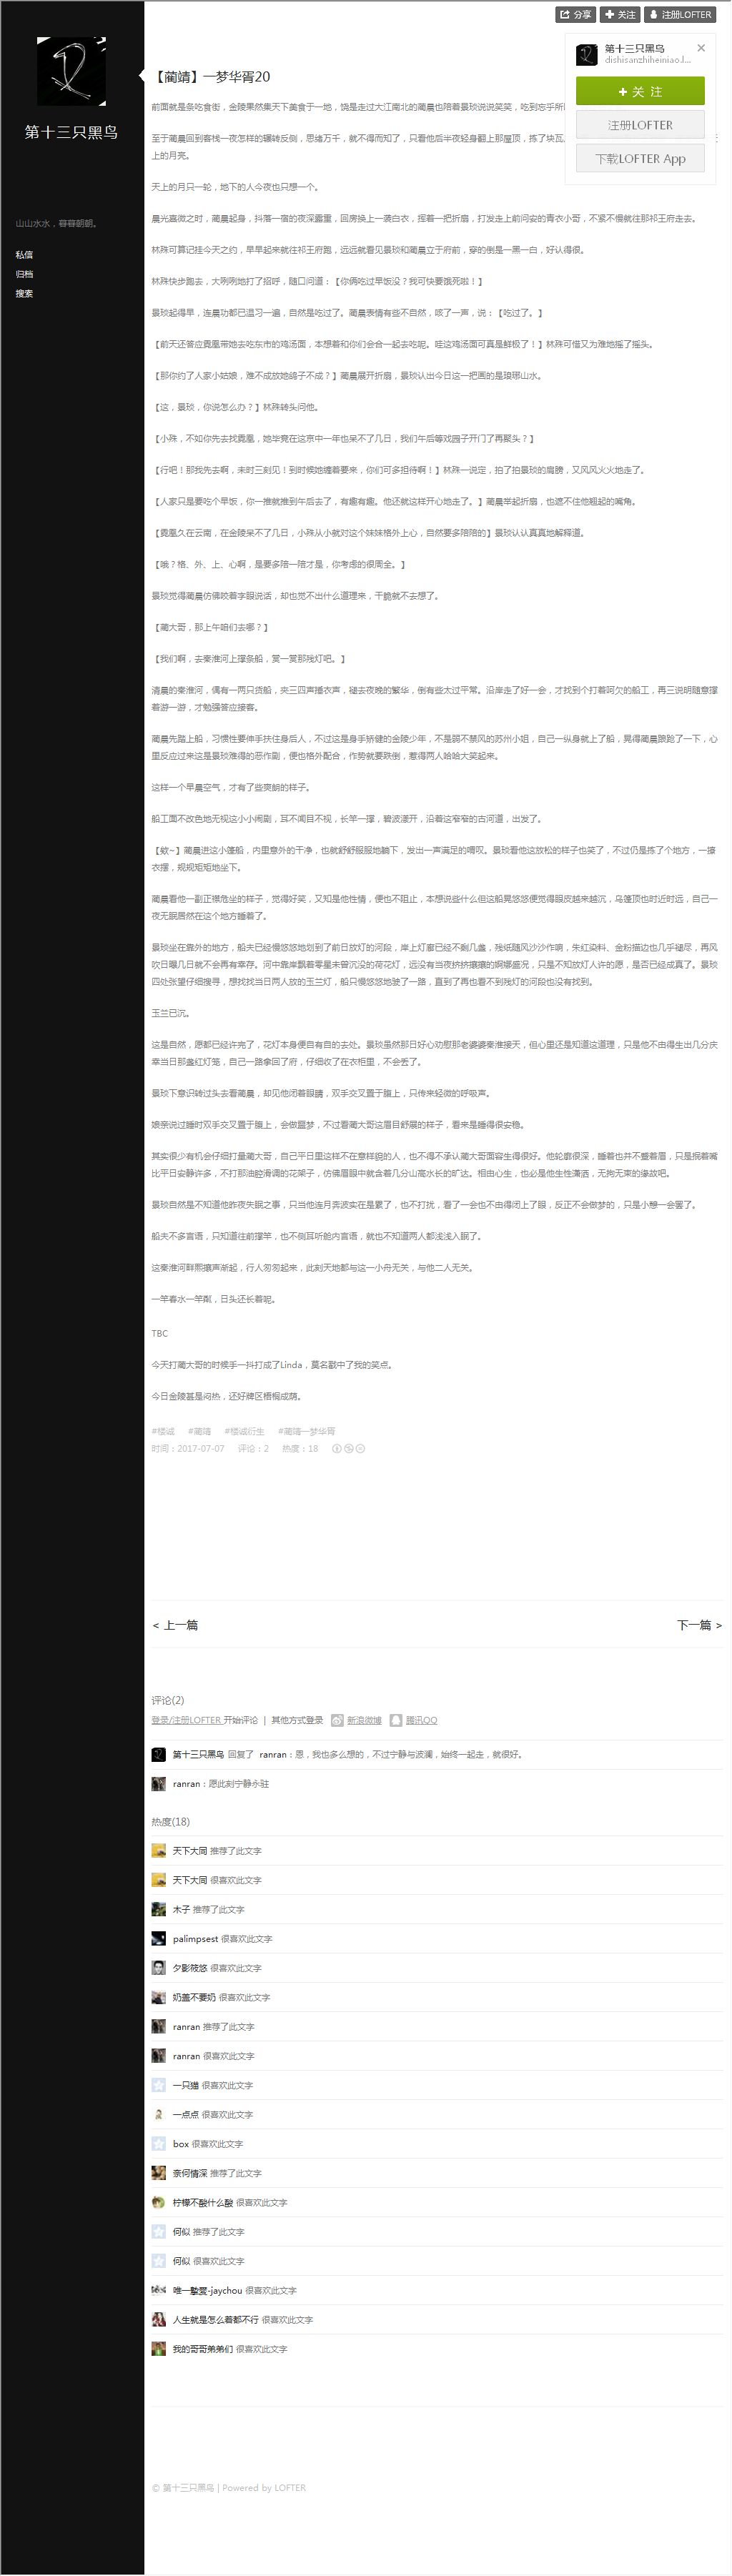 分享
关注
注册LOFTER
第十三只黑鸟
dishisanzhiheiniao.l...
+ 关 注
注册LOFTER
下载LOFTER App
第十三只黑鸟
山山水水，暮暮朝朝。
私信
归档
搜索
【蔺靖】一梦华胥20
前面就是条吃食街，金陵果然集天下美食于一地，饶是走过大江南北的蔺晨也陪着景琰说说笑笑，吃到忘乎所
至于蔺晨回到客栈一夜怎样的辗转反侧，思绪万千，就不得而知了，只看他后半夜轻身翻上那屋顶，拣了块瓦
上的月亮。
天上的月只一轮，地下的人今夜也只想一个。
晨光熹微之时，蔺晨起身，抖落一宿的夜深露重，回房换上一袭白衣，挥着一把折扇，打发走上前问安的青衣小哥，不紧不慢就往那祁王府走去。
林殊可算记挂今天之约，早早起来就往祁王府跑，远远就看见景琰和蔺晨立于府前，穿的倒是一黑一白，好认得很。
林殊快步跑去，大咧咧地打了招呼，随口问道：【你俩吃过早饭没？我可快要饿死啦！】
景琰起得早，连晨功都已温习一遍，自然是吃过了。蔺晨表情有些不自然，咳了一声，说：【吃过了。】
【前天还答应霓凰带她去吃东市的鸡汤面，本想着和你们会合一起去吃呢。哇这鸡汤面可真是鲜极了！】林殊可惜又为难地摇了摇头。
【那你约了人家小姑娘，难不成放她鸽子不成？】蔺晨展开折扇，景琰认出今日这一把画的是琅琊山水。
【这，景琰，你说怎么办？】林殊转头问他。
【小殊，不如你先去找霓凰，她毕竟在这京中一年也呆不了几日，我们午后等戏园子开门了再聚头？】
【行吧！那我先去啊，未时三刻见！到时候她缠着要来，你们可多担待啊！】林殊一说定，拍了拍景琰的肩膀，又风风火火地走了。
【人家只是要吃个早饭，你一推就推到午后去了，有趣有趣。他还就这样开心地走了。】蔺晨举起折扇，也遮不住他翘起的嘴角。
【霓凰久在云南，在金陵呆不了几日，小殊从小就对这个妹妹格外上心，自然要多陪陪的】景琰认认真真地解释道。
【哦？格、外、上、心啊，是要多陪一陪才是，你考虑的很周全。】
景琰觉得蔺晨仿佛咬着字眼说话，却也觉不出什么道理来，干脆就不去想了。
【蔺大哥，那上午咱们去哪？】
【我们啊，去秦淮河上撑条船，赏一赏那残灯吧。】
清晨的秦淮河，偶有一两只货船，夹三四声捶衣声，褪去夜晚的繁华，倒有些太过平常。沿岸走了好一会，才找到个打着呵欠的船工，再三说明随意撑
着游一游，才勉强答应接客。
蔺晨先踏上船，习惯性要伸手扶住身后人，不过这是身手矫健的金陵少年，不是弱不禁风的苏州小姐，自己一纵身就上了船，晃得蔺晨踉跄了一下，心
里反应过来这是景琰难得的恶作剧，便也格外配合，作势就要跌倒，惹得两人哈哈大笑起来。
这样一个早晨空气，才有了些爽朗的样子。
船工面不改色地无视这小小闹剧，耳不闻目不视，长竿一撑，碧波漾开，沿着这窄窄的古河道，出发了。
【欸~】蔺晨进这小篷船，内里意外的干净，也就舒舒服服地躺下，发出一声满足的喟叹。景琰看他这放松的样子也笑了，不过仍是拣了个地方，一撩
衣摆，规规矩矩地坐下。
蔺晨看他一副正襟危坐的样子，觉得好笑，又知是他性情，便也不阻止，本想说些什么但这船晃悠悠便觉得眼皮越来越沉，乌篷顶也时近时远，自己一
夜无眠居然在这个地方睡着了。
景琰坐在靠外的地方，船夫已经慢悠悠地划到了前日放灯的河段，岸上灯廊已经不剩几盏，残纸随风沙沙作响，朱红染料、金粉描边也几乎褪尽，再风
吹日曝几日就不会再有幸存。河中靠岸飘着零星未曾沉没的荷花灯，远没有当夜挤挤攘攘的婀娜盛况，只是不知放灯人许的愿，是否已经成真了。景琰
四处张望仔细搜寻，想找找当日两人放的玉兰灯，船只慢悠悠地驶了一路，直到了再也看不到残灯的河段也没有找到。
玉兰已沉。
这是自然，愿都已经许完了，花灯本身便自有自的去处。景琰虽然那日好心劝慰那老婆婆秦淮接天，但心里还是知道这道理，只是他不由得生出几分庆
幸当日那盏红灯笼，自己一路拿回了府，仔细收了在衣柜里，不会丢了。
景琰下意识转过头去看蔺晨，却见他闭着眼睛，双手交叉置于腹上，只传来轻微的呼吸声。
娘亲说过睡时双手交叉置于腹上，会做噩梦，不过看蔺大哥这眉目舒展的样子，看来是睡得很安稳。
其实很少有机会仔细打量蔺大哥，自己平日里这样不在意样貌的人，也不得不承认蔺大哥面容生得很好。他轮廓很深，睡着也并不蹙着眉，只是抿着嘴
比平日安静许多，不打那油腔滑调的花架子，仿佛眉眼中就含着几分山高水长的旷达。相由心生，也必是他生性潇洒，无拘无束的缘故吧。
景琰自然是不知道他昨夜失眠之事，只当他连月奔波实在是累了，也不打扰，看了一会也不由得闭上了眼，反正不会做梦的，只是小憩一会罢了。
船夫不多言语，只知道往前撑竿，也不侧耳听舱内言语，就也不知道两人都浅浅入眠了。
这秦淮河畔熙攘声渐起，行人匆匆起来，此刻天地都与这一小舟无关，与他二人无关。
一竿春水一竿粼，日头还长着呢。
TBC
今天打蔺大哥的时候手一抖打成了Linda，莫名戳中了我的笑点。
今日金陵甚是闷热，还好牌区梧桐成荫。
#楼诚 #蔺靖 #楼诚衍生 #蔺靖一梦华胥
时间：2017-07-07 评论：2 热度：18
< 上一篇
下一篇 >
评论(2)
登录/注册LOFTER 开始评论 | 其他方式登录 新浪微博 腾讯QQ
第十三只黑鸟 回复了 ranran：恩，我也多么想的，不过宁静与波澜，始终一起走，就很好。
ranran：愿此刻宁静永驻
热度(18)
天下大同 推荐了此文字
天下大同 很喜欢此文字
木子 推荐了此文字
palimpsest 很喜欢此文字
夕影筱悠 很喜欢此文字
奶盖不要奶 很喜欢此文字
ranran 推荐了此文字
ranran 很喜欢此文字
一只猫 很喜欢此文字
一点点 很喜欢此文字
box 很喜欢此文字
奈何情深 推荐了此文字
柠檬不酸什么酸 很喜欢此文字
何似 推荐了此文字
何似 很喜欢此文字
唯一摯愛-jaychou 很喜欢此文字
人生就是怎么着都不行 很喜欢此文字
我的哥哥弟弟们 很喜欢此文字
© 第十三只黑鸟 | Powered by LOFTER